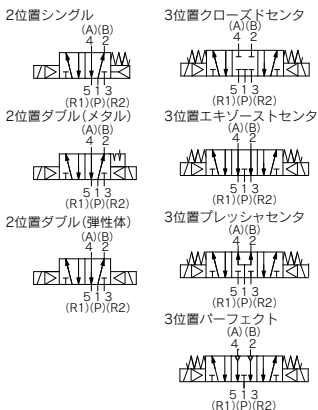 2位置シングル
(A)(B)
4 2
5 1 3
(R1)(P)(R2)
2位置ダブル(メタル)
(A)(B)
4 2
5 1 3
(R1)(P)(R2)
2位置ダブル(弾性体)
(A)(B)
4 2
5 1 3
(R1)(P)(R2)
3位置クローズドセンタ
(A)(B)
4 2
5 1 3
(R1)(P)(R2)
3位置エキゾーストセンタ
(A)(B)
4 2
5 1 3
(R1)(P)(R2)
3位置プレッシャセンタ
(A)(B)
4 2
5 1 3
(R1)(P)(R2)
3位置パーフェクト
(A)(B)
4 2
5 1 3
(R1)(P)(R2)